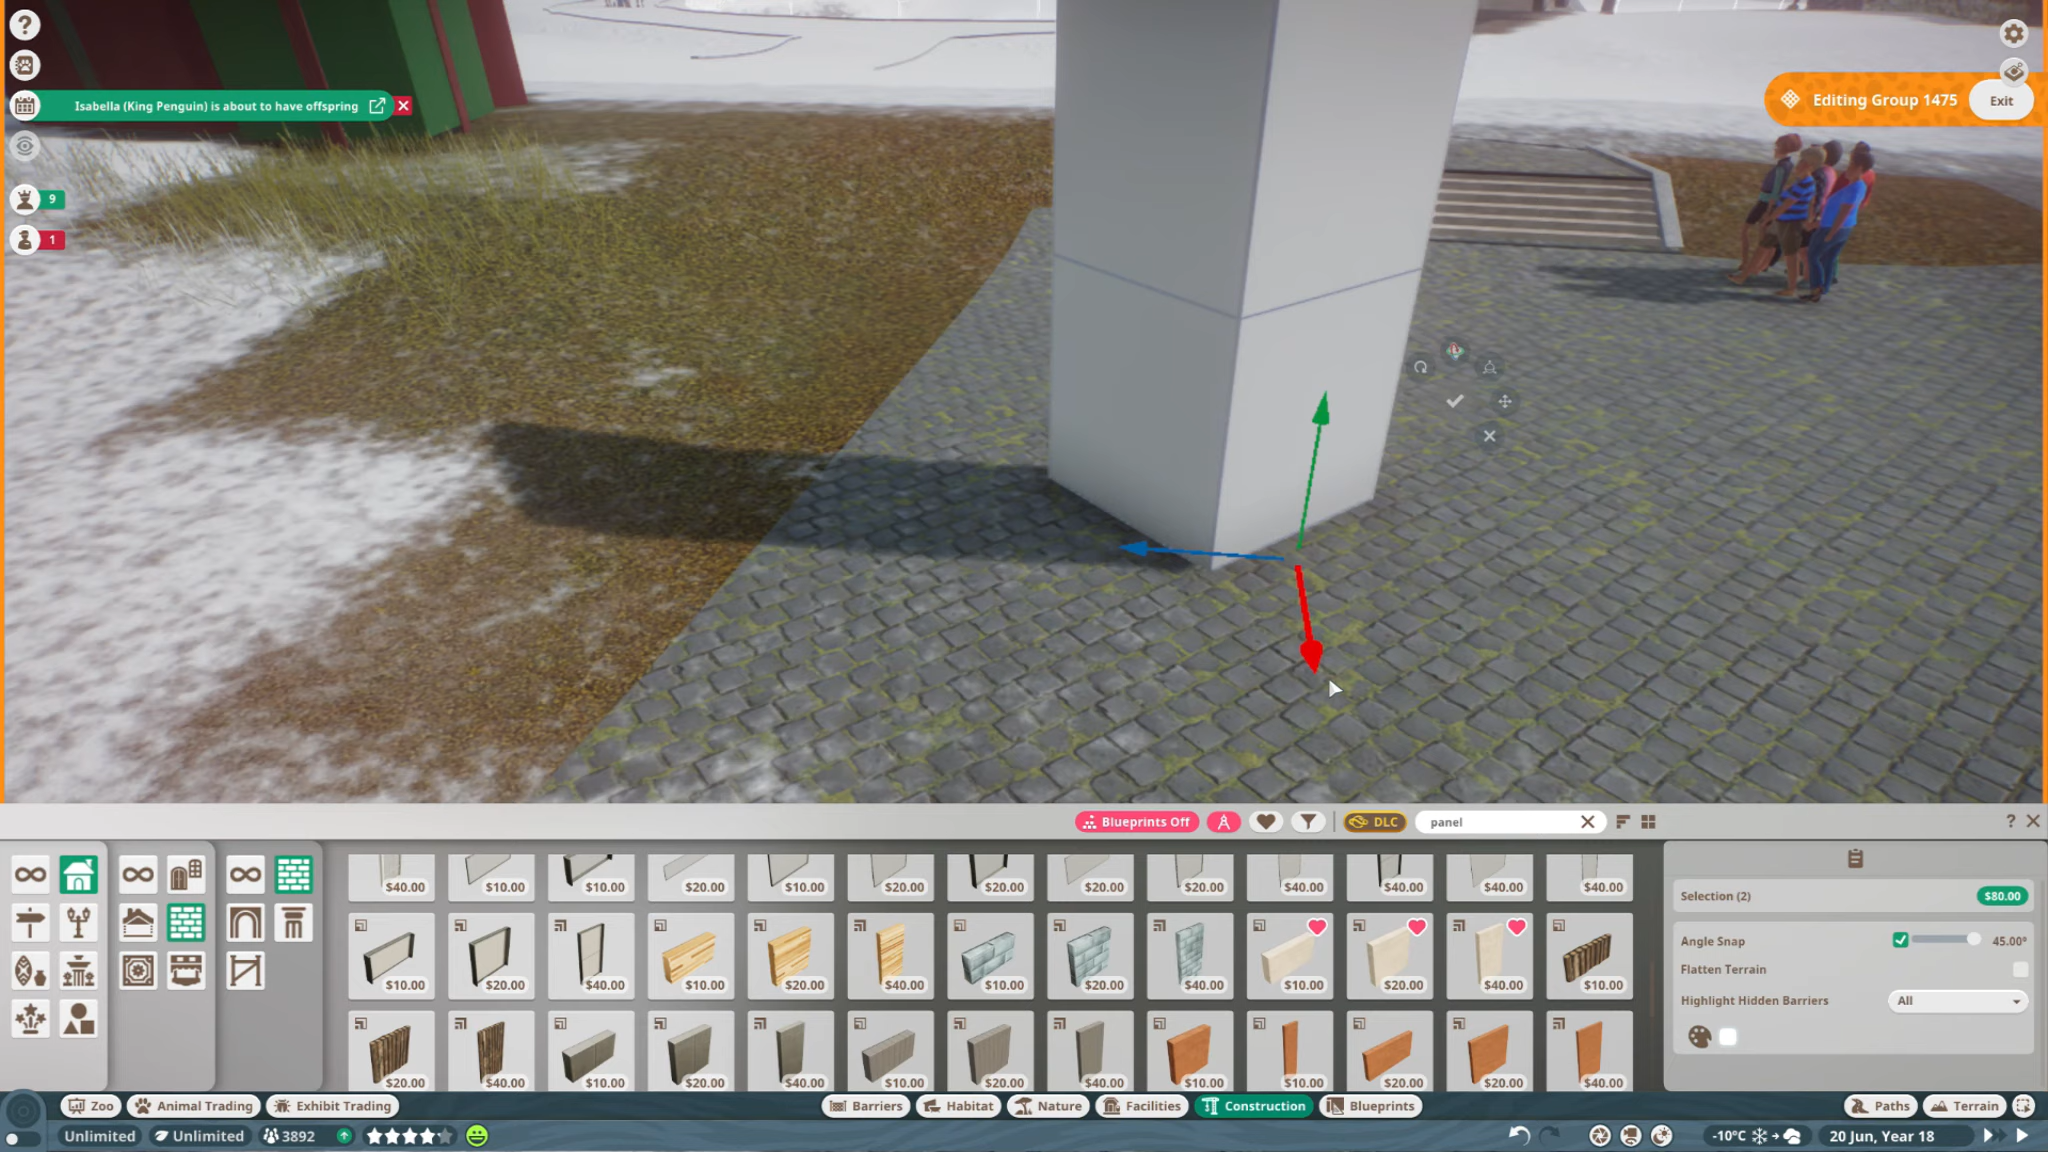 ?
Isabella (King Penguin) is about to have offspring
9
1
Editing Group 1475
Exit
Blueprints Off
DLC
panel
?
$40.00 $10.00 $10.00 $20.00 $10.00 $20.00 $20.00 $20.00 $20.00 $40.00 $40.00 $40.00 $40.00
$10.00 $20.00 $40.00 $10.00 $20.00 $40.00 $10.00 $20.00 $40.00 $10.00 $20.00 $40.00 $10.00
$20.00 $40.00 $10.00 $20.00 $40.00 $10.00 $20.00 $40.00 $10.00 $10.00 $20.00 $20.00 $40.00
Selection (2)
$80.00
Angle Snap
45.00°
Flatten Terrain
Highlight Hidden Barriers
All
Zoo
Animal Trading
Exhibit Trading
Barriers
Habitat
Nature
Facilities
Construction
Blueprints
Paths
Terrain
Unlimited
Unlimited
3892
-10°C
20 Jun, Year 18